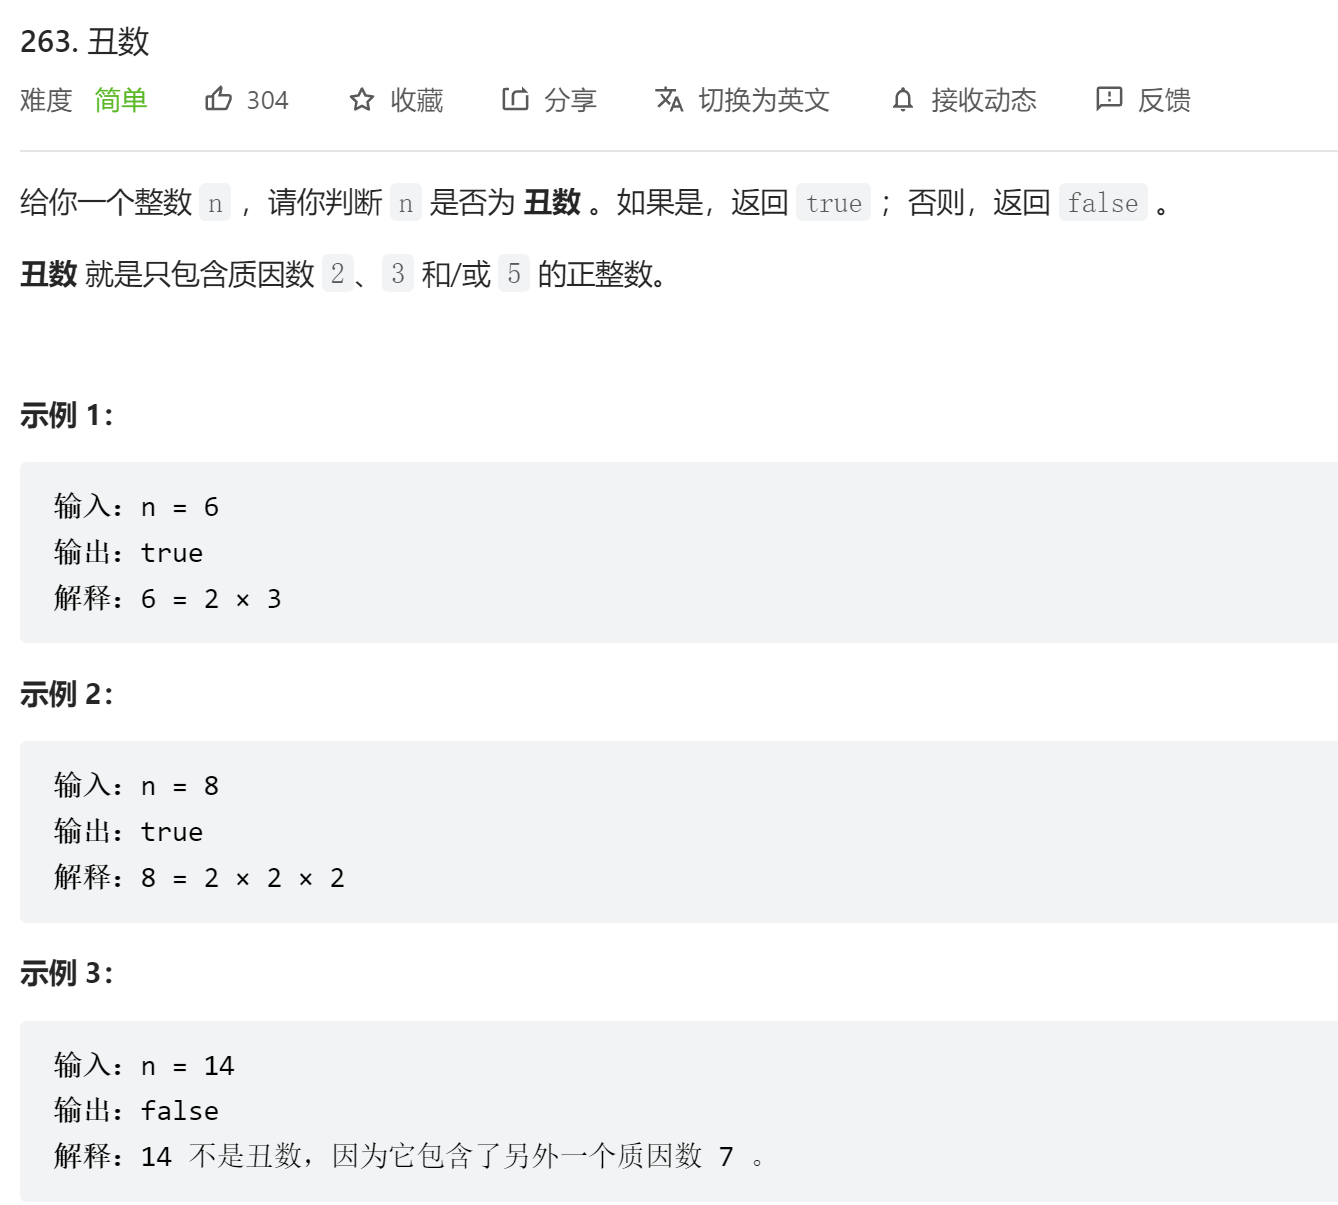 263. 丑数
难度 简单 304 收藏 分享 切换为英文 接收动态 反馈
给你一个整数 n ，请你判断 n 是否为 丑数 。如果是，返回 true ；否则，返回 false 。
丑数 就是只包含质因数 2、3 和/或 5 的正整数。
示例 1：
输入：n = 6
输出：true
解释：6 = 2 × 3
示例 2：
输入：n = 8
输出：true
解释：8 = 2 × 2 × 2
示例 3：
输入：n = 14
输出：false
解释：14 不是丑数，因为它包含了另外一个质因数 7 。